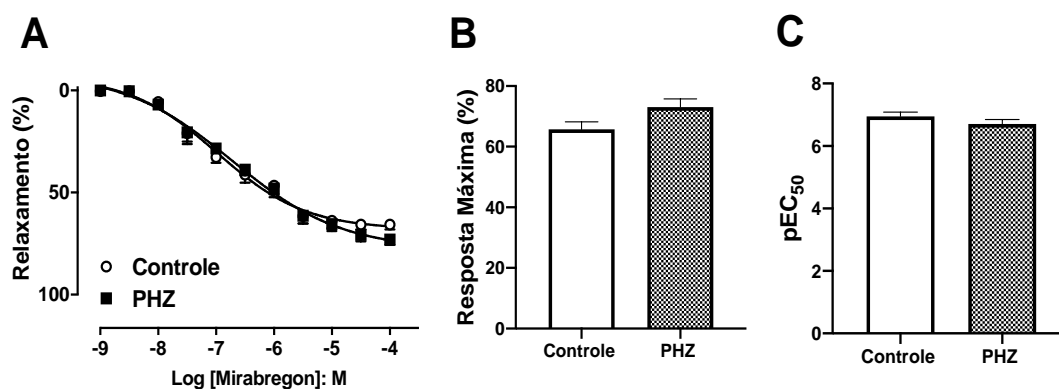 A
Relaxamento (%)
0
50
100
Controle
PHZ
-9 -8 -7 -6 -5 -4
Log [Mirabregon]: M
B
Resposta Máxima (%)
80
60
40
20
0
Controle PHZ
C
pEC50
8
6
4
2
0
Controle PHZ